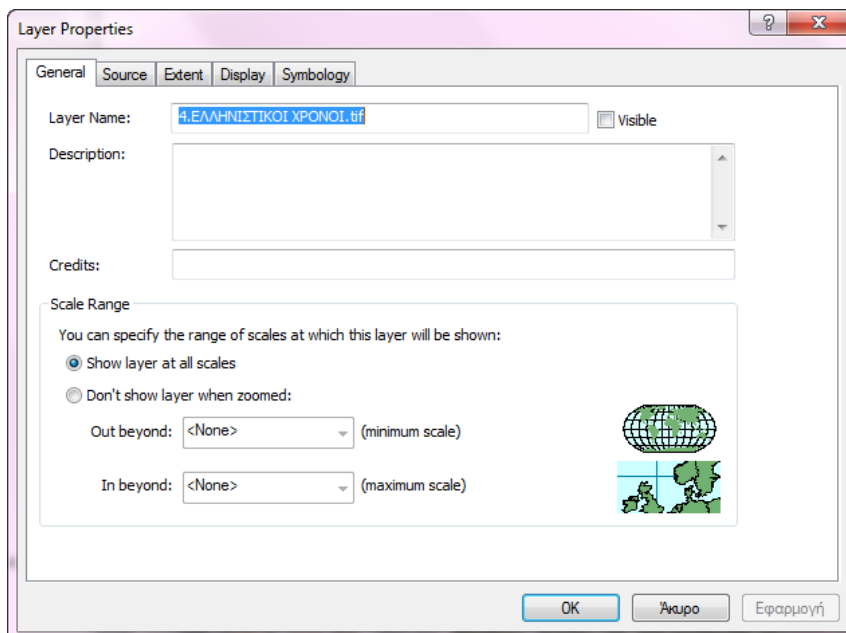 Layer Properties
?
X
General Source Extent Display Symbology
Layer Name: 4.ΕΛΛΗΝΙΣΤΙΚΟΙ ΧΡΟΝΟΙ.tif Visible
Description:
Credits:
Scale Range
You can specify the range of scales at which this layer will be shown:
Show layer at all scales
Don't show layer when zoomed:
Out beyond: <None> (minimum scale)
In beyond: <None> (maximum scale)
OK Άκυρο Εφαρμογή